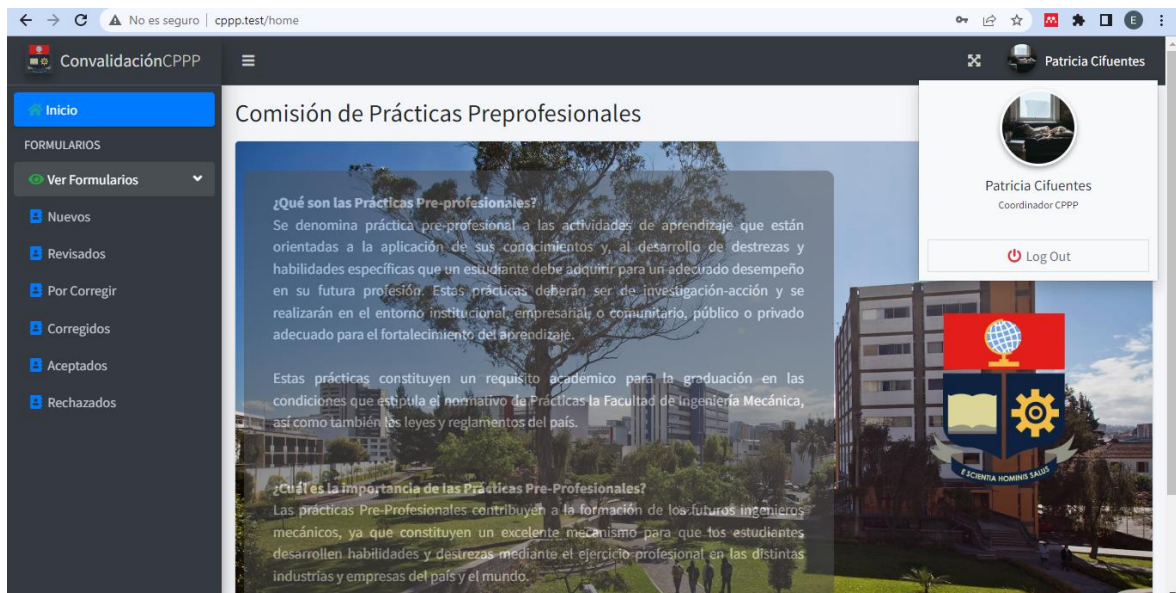 No es seguro | cppp.test/home
E
ConvalidaciónCPPP
Patricia Cifuentes
Inicio
FORMULARIOS
Ver Formularios
Nuevos
Revisados
Por Corregir
Corregidos
Aceptados
Rechazados
Comisión de Prácticas Preprofesionales
Patricia Cifuentes
Coordinador CPPP
Log Out
¿Qué son las Prácticas Pre-profesionales?
Se denomina práctica pre-profesional a las actividades de aprendizaje que están
orientadas a la aplicación de sus conocimientos y, al desarrollo de destrezas y
habilidades específicas que un estudiante debe adquirir para un adecuado desempeño
en su futura profesión. Estas prácticas deberán ser de investigación-acción y se
realizarán en el entorno institucional, empresarial, o comunitario, público o privado
adecuado para el fortalecimiento del aprendizaje.
Estas prácticas constituyen un requisito académico para la graduación en las
condiciones que estipula el normativo de Prácticas la Facultad de Ingeniería Mecánica,
así como también las leyes y reglamentos del país.
¿Cuál es la importancia de las Prácticas Pre-Profesionales?
Las prácticas Pre-Profesionales contribuyen a la formación de los futuros ingenieros
mecánicos, ya que constituyen un excelente mecanismo para que los estudiantes
desarrollen habilidades y destrezas mediante el ejercicio profesional en las distintas
industrias y empresas del país y el mundo.
E SCIENTIA HOMINIS SALUS